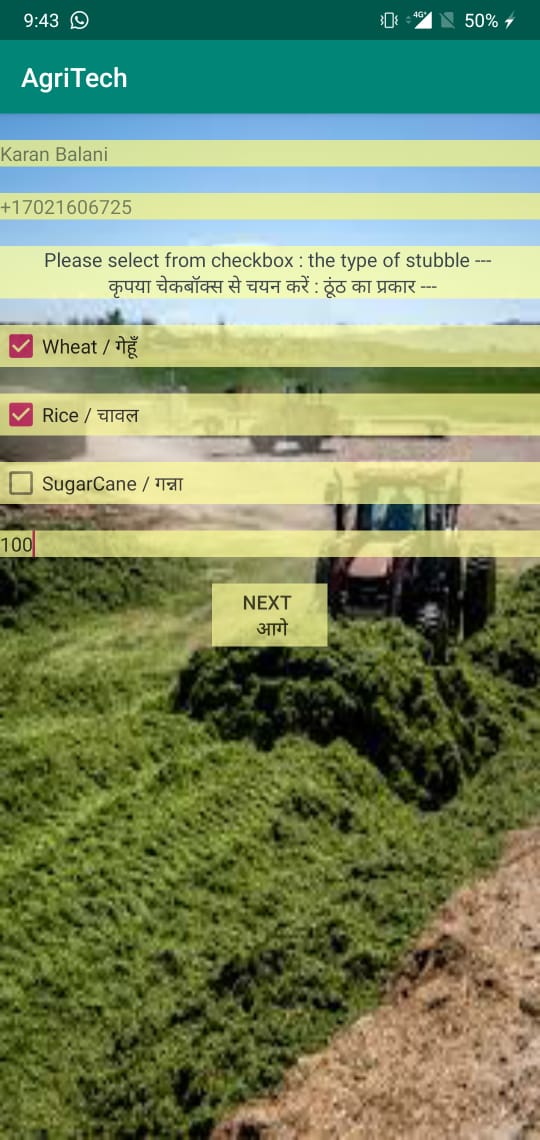 9:43
4G+ 50%
AgriTech
Karan Balani
+17021606725
Please select from checkbox : the type of stubble ---
कृपया चेकबॉक्स से चयन करें : ठूंठ का प्रकार ---
Wheat / गेहूँ
Rice / चावल
SugarCane / गन्ना
100
NEXT
आगे